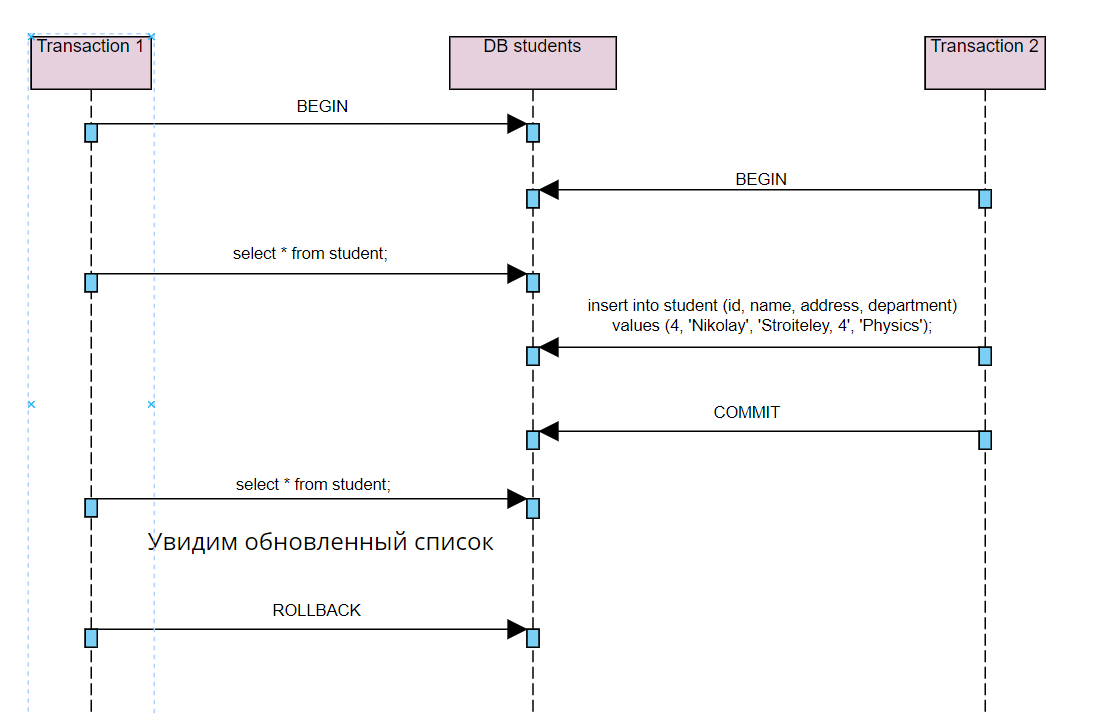 Transaction 1
DB students
Transaction 2
BEGIN
BEGIN
select * from student;
insert into student (id, name, address, department)
values (4, 'Nikolay', 'Stroiteley, 4', 'Physics');
COMMIT
select * from student;
Увидим обновленный список
ROLLBACK